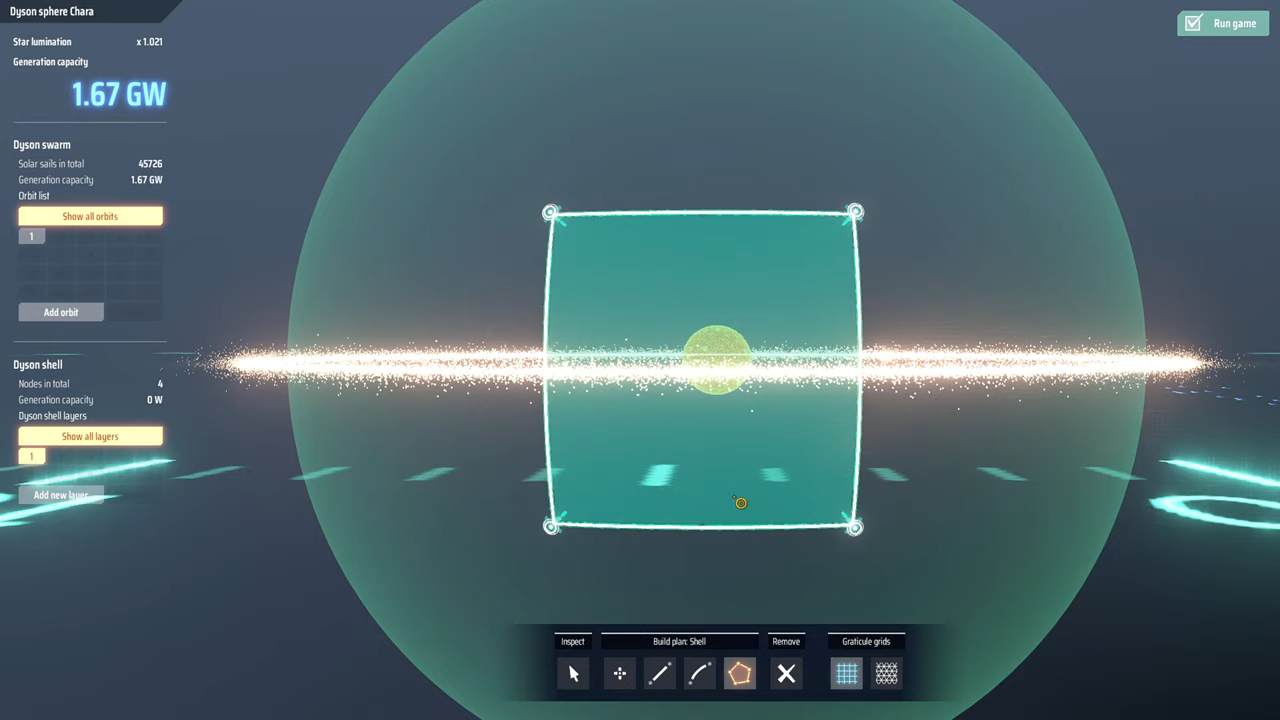 Dyson sphere Chara
Run game
Star lumination x 1.021
Generation capacity
1.67 GW
Dyson swarm
Solar sails in total 45726
Generation capacity 1.67 GW
Orbit list
Show all orbits
1
Add orbit
Dyson shell
Nodes in total 4
Generation capacity 0 W
Dyson shell layers
Show all layers
1
Add new layer
Inspect Build plan: Shell Remove Graticule grids